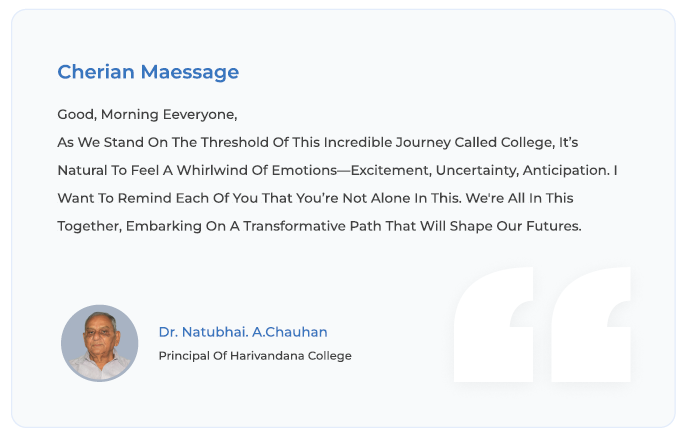 Cherian Maessage
Good, Morning Eeveryone,
As We Stand On The Threshold Of This Incredible Journey Called College, It’s
Natural To Feel A Whirlwind Of Emotions—Excitement, Uncertainty, Anticipation. I
Want To Remind Each Of You That You’re Not Alone In This. We're All In This
Together, Embarking On A Transformative Path That Will Shape Our Futures.
Dr. Natubhai. A.Chauhan
Principal Of Harivandana College